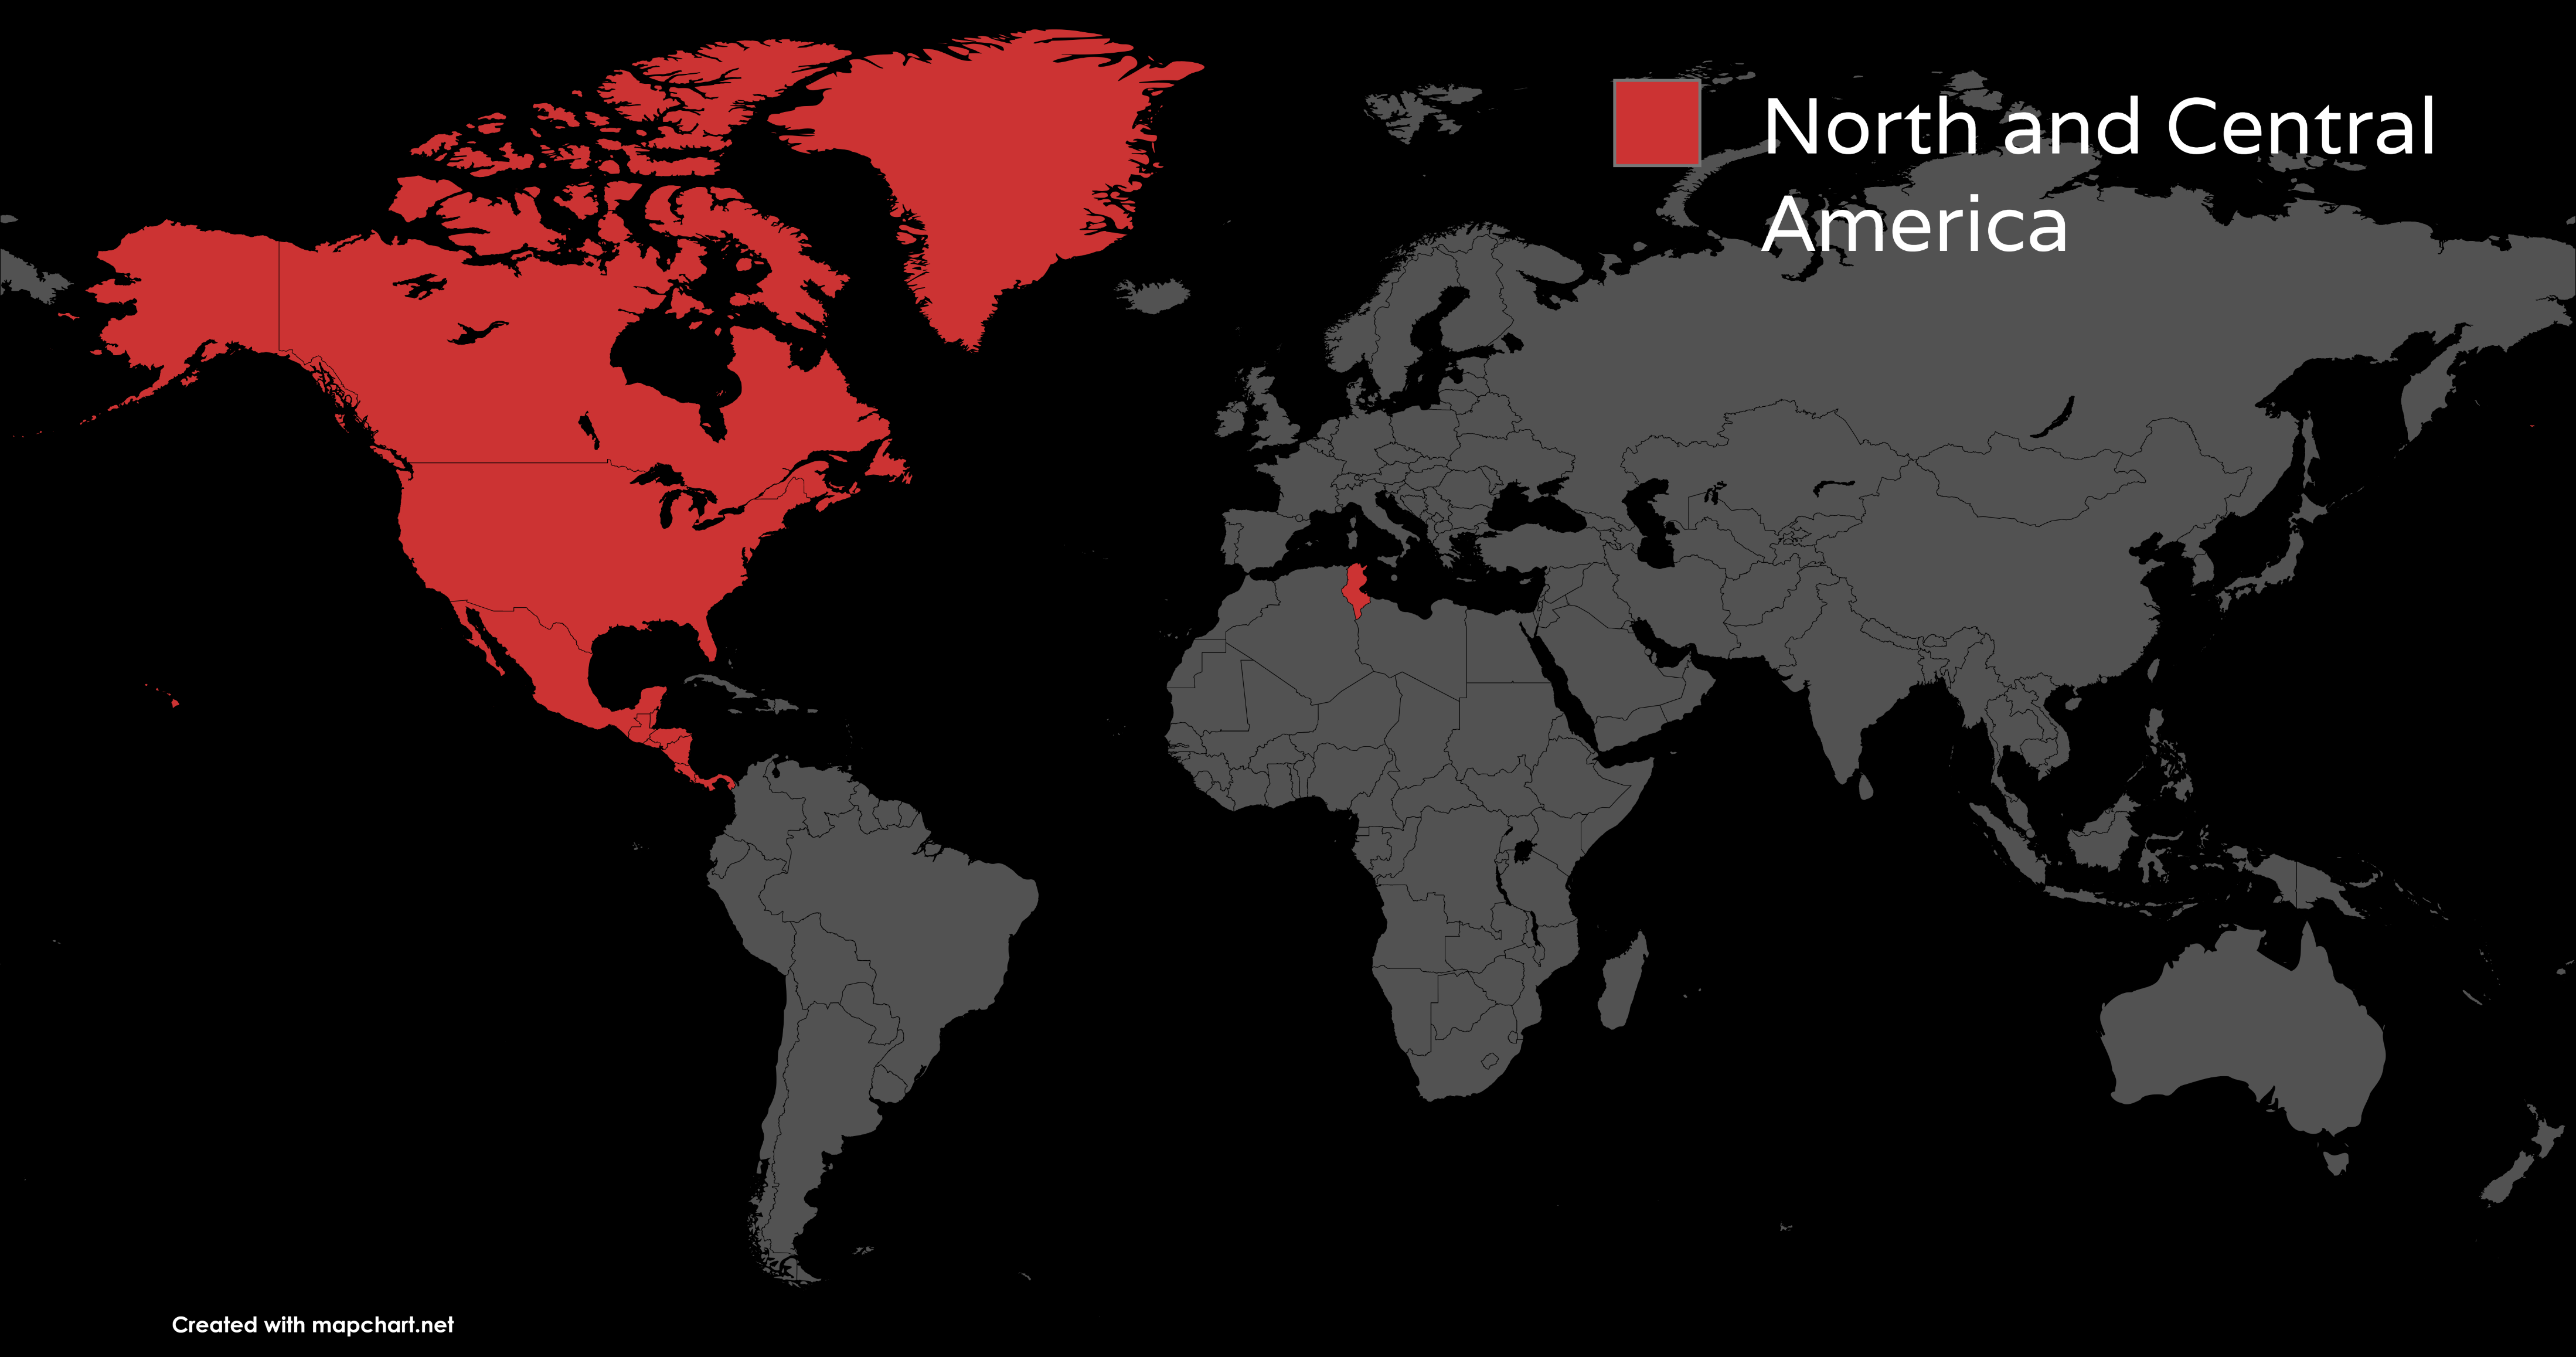 North and Central
America
Created with mapchart.net